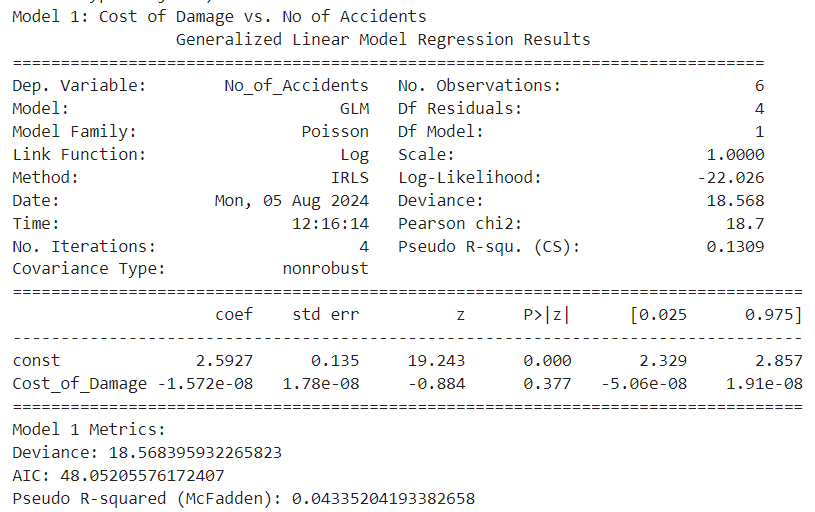 Model 1: Cost of Damage vs. No of Accidents
Generalized Linear Model Regression Results
==============================================================================
Dep. Variable: No_of_Accidents No. Observations: 6
Model: GLM Df Residuals: 4
Model Family: Poisson Df Model: 1
Link Function: Log Scale: 1.0000
Method: IRLS Log-Likelihood: -22.026
Date: Mon, 05 Aug 2024 Deviance: 18.568
Time: 12:16:14 Pearson chi2: 18.7
No. Iterations: 4 Pseudo R-squ. (CS): 0.1309
Covariance Type: nonrobust
==================================================================================
coef std err z P>|z| [0.025 0.975]
----------------------------------------------------------------------------------
const 2.5927 0.135 19.243 0.000 2.329 2.857
Cost_of_Damage -1.572e-08 1.78e-08 -0.884 0.377 -5.06e-08 1.91e-08
==================================================================================
Model 1 Metrics:
Deviance: 18.568395932265823
AIC: 48.05205576172407
Pseudo R-squared (McFadden): 0.04335204193382658